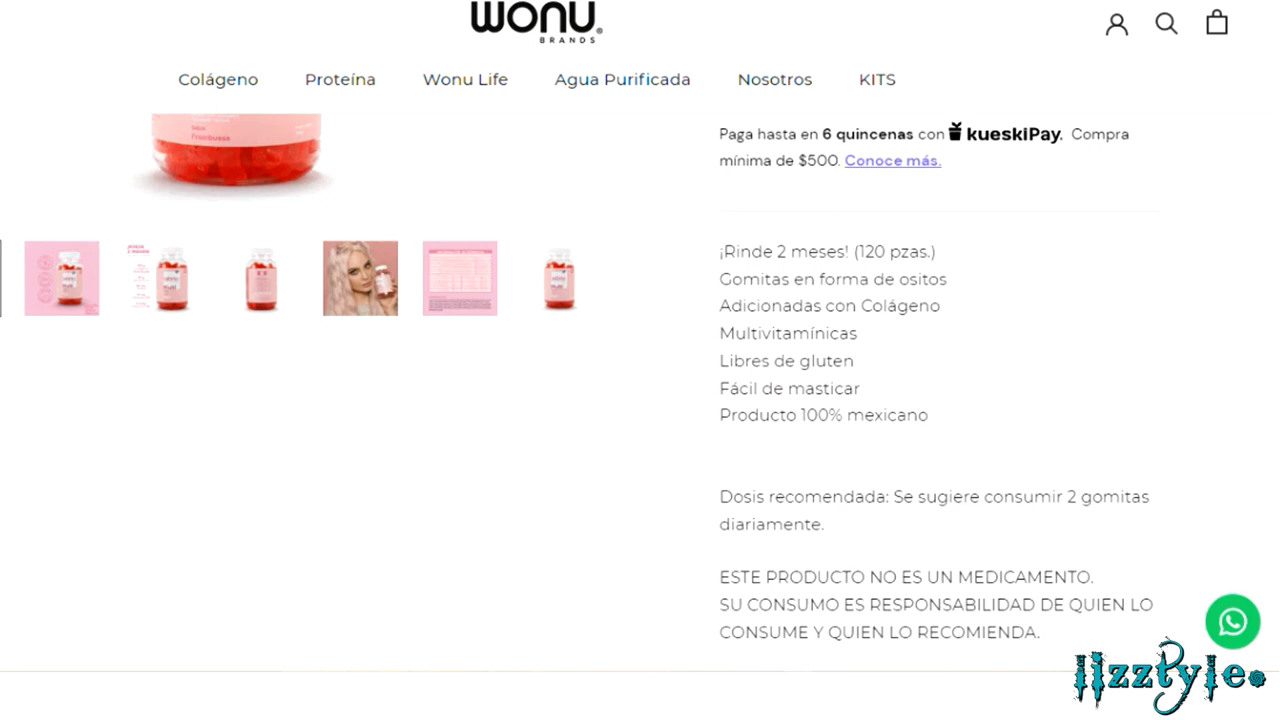 WONU®
BRANDS
Colágeno Proteína Wonu Life Agua Purificada Nosotros KITS
Frambuesa
Paga hasta en 6 quincenas con kueskiPay. Compra
mínima de $500. Conoce más.
¡Rinde 2 meses! (120 pzas.)
Gomitas en forma de ositos
Adicionadas con Colágeno
Multivitamínicas
Libres de gluten
Fácil de masticar
Producto 100% mexicano
Dosis recomendada: Se sugiere consumir 2 gomitas
diariamente.
ESTE PRODUCTO NO ES UN MEDICAMENTO.
SU CONSUMO ES RESPONSABILIDAD DE QUIEN LO
CONSUME Y QUIEN LO RECOMIENDA.
lizztyle.